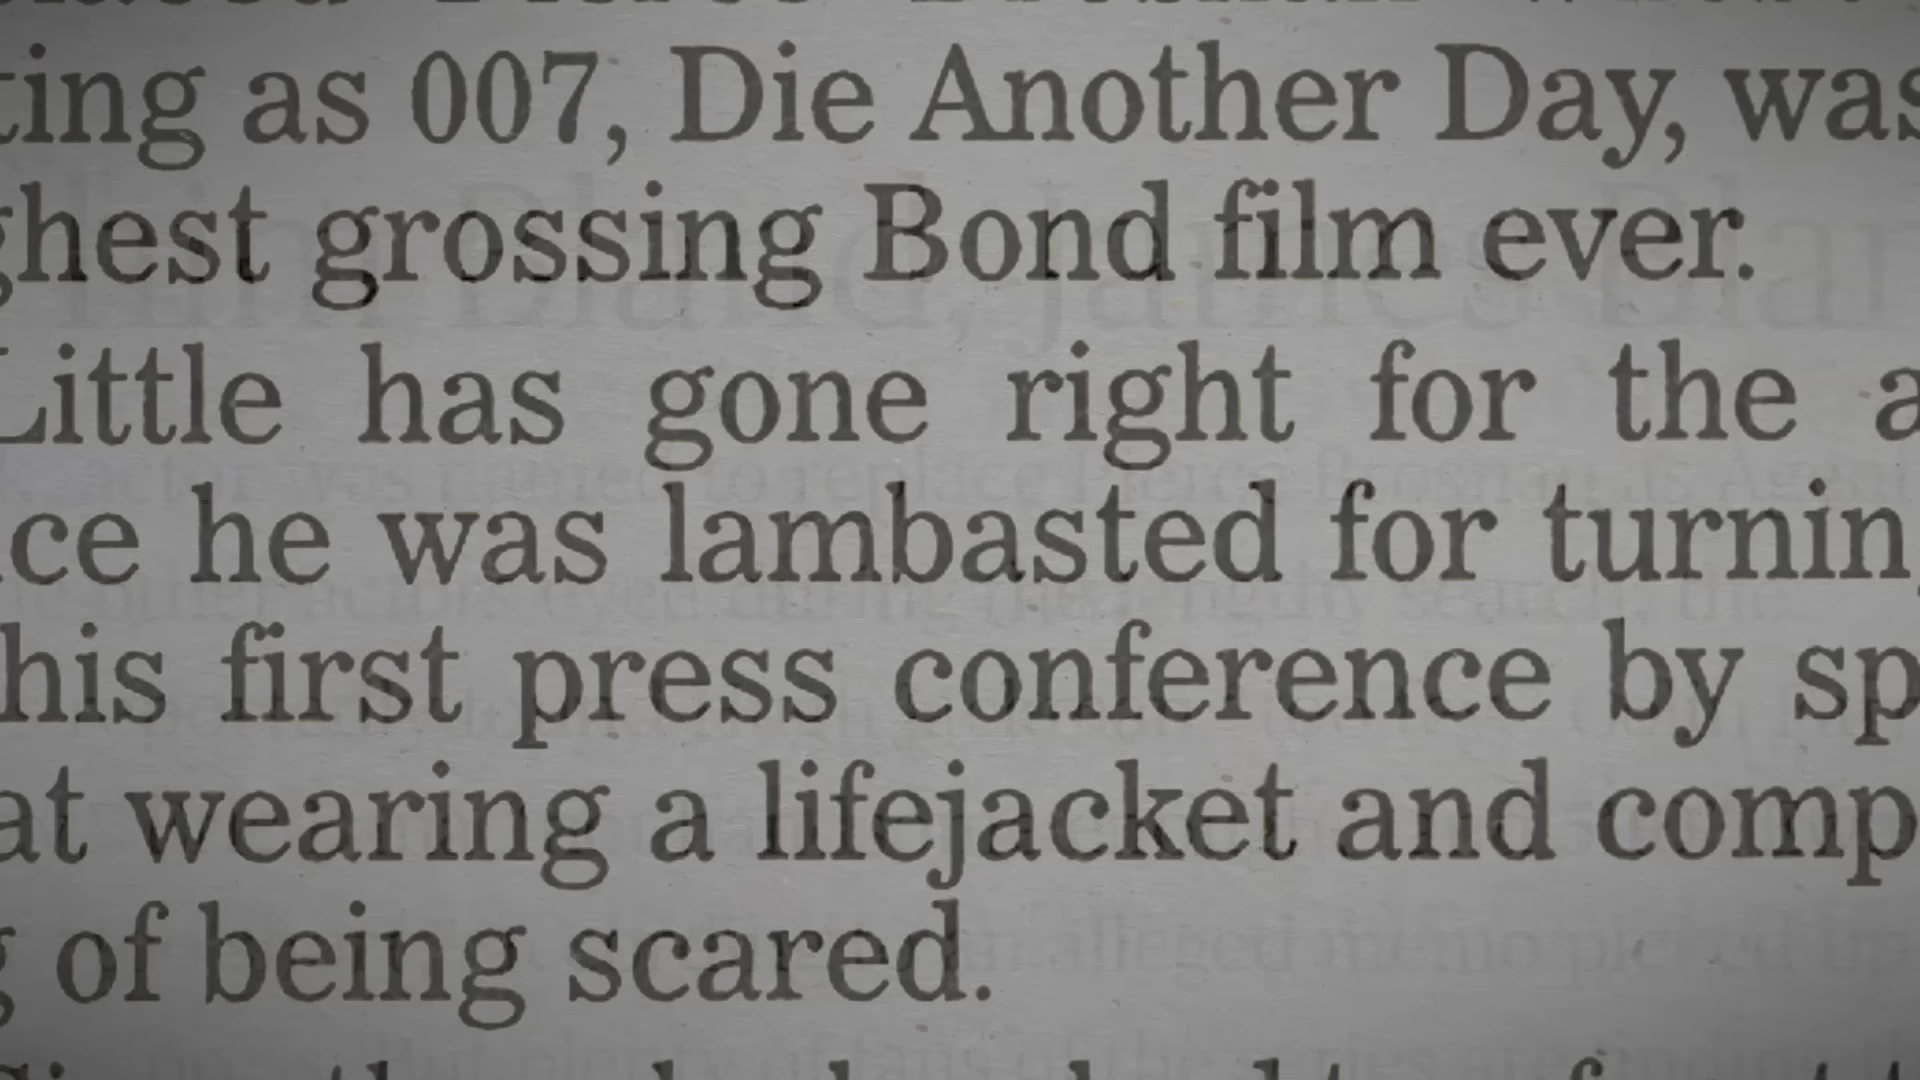 ting as 007, Die Another Day, was
ghest grossing Bond film ever.
Little has gone right for the a
ce he was lambasted for turnin
his first press conference by sp
at wearing a lifejacket and comp
g of being scared.